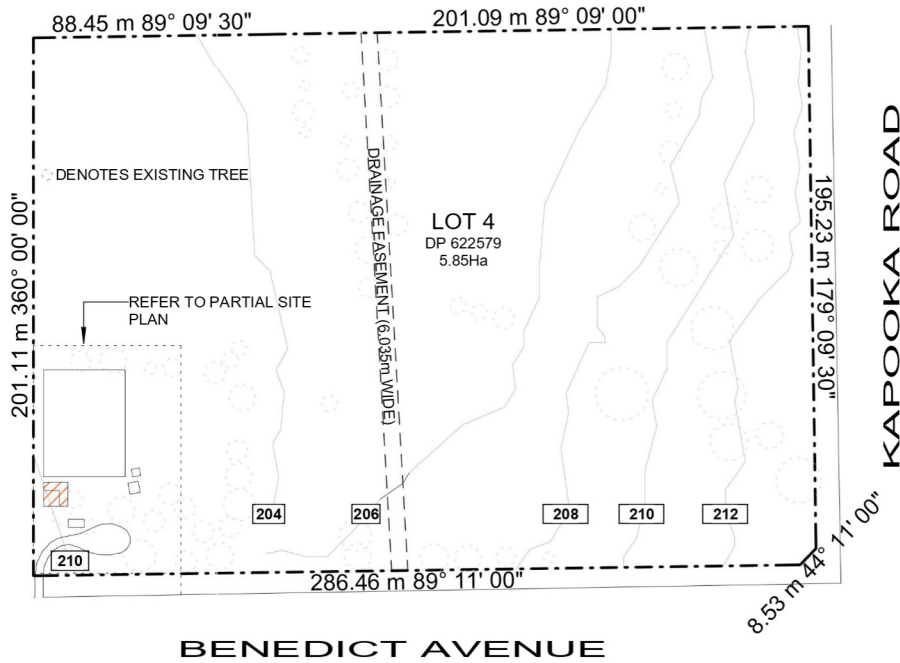 88.45 m 89° 09' 30"
201.09 m 89° 09' 00"
DENOTES EXISTING TREE
201.11 m 360° 00' 00"
REFER TO PARTIAL SITE
PLAN
DRAINAGE EASEMENT (6.035m WIDE)
LOT 4
DP 622579
5.85Ha
195.23 m 179° 09' 30"
KAPOOKA ROAD
204
206
208
210
212
210
286.46 m 89° 11' 00"
8.53 m 44° 11' 00"
BENEDICT AVENUE